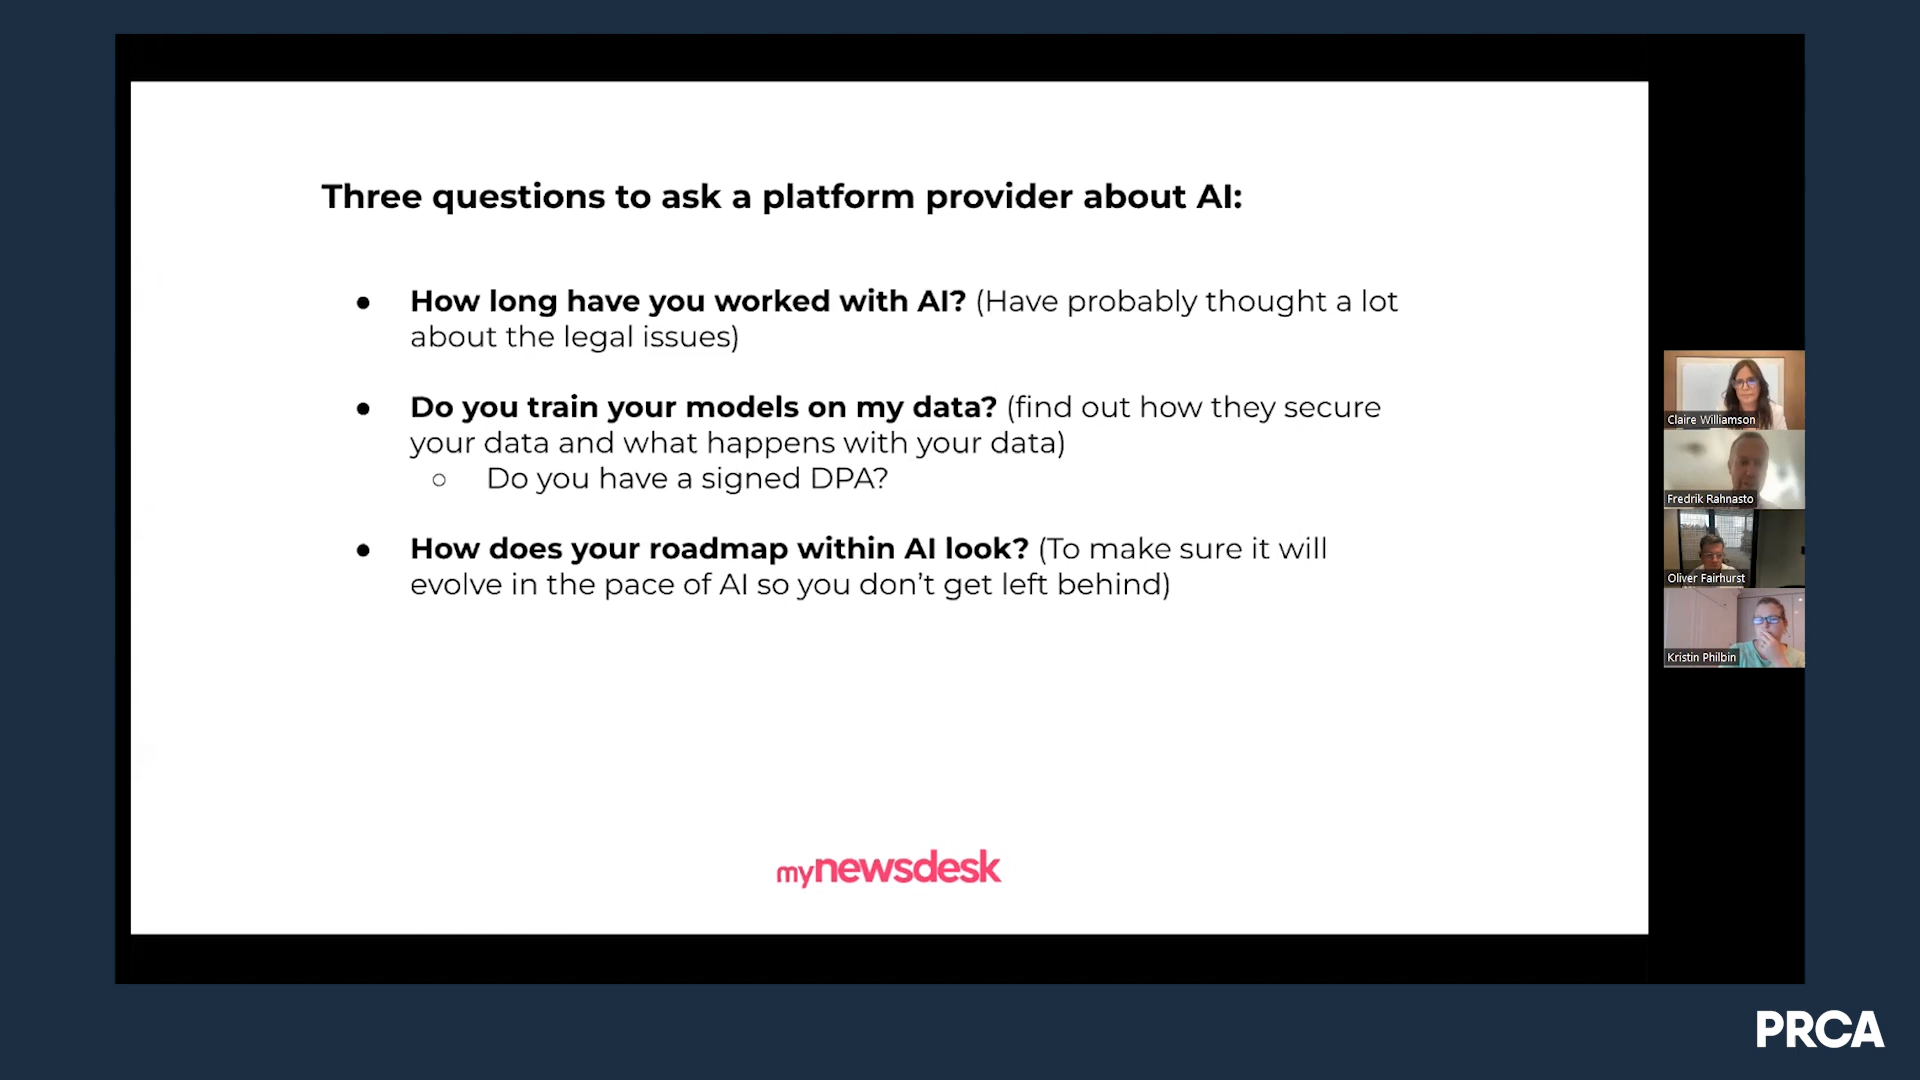 Three questions to ask a platform provider about AI:
● How long have you worked with AI? (Have probably thought a lot
about the legal issues)
● Do you train your models on my data? (find out how they secure
your data and what happens with your data)
○ Do you have a signed DPA?
● How does your roadmap within AI look? (To make sure it will
evolve in the pace of AI so you don’t get left behind)
mynewsdesk
Claire Williamson
Fredrik Rahnasto
Oliver Fairhurst
Kristin Philbin
PRCA